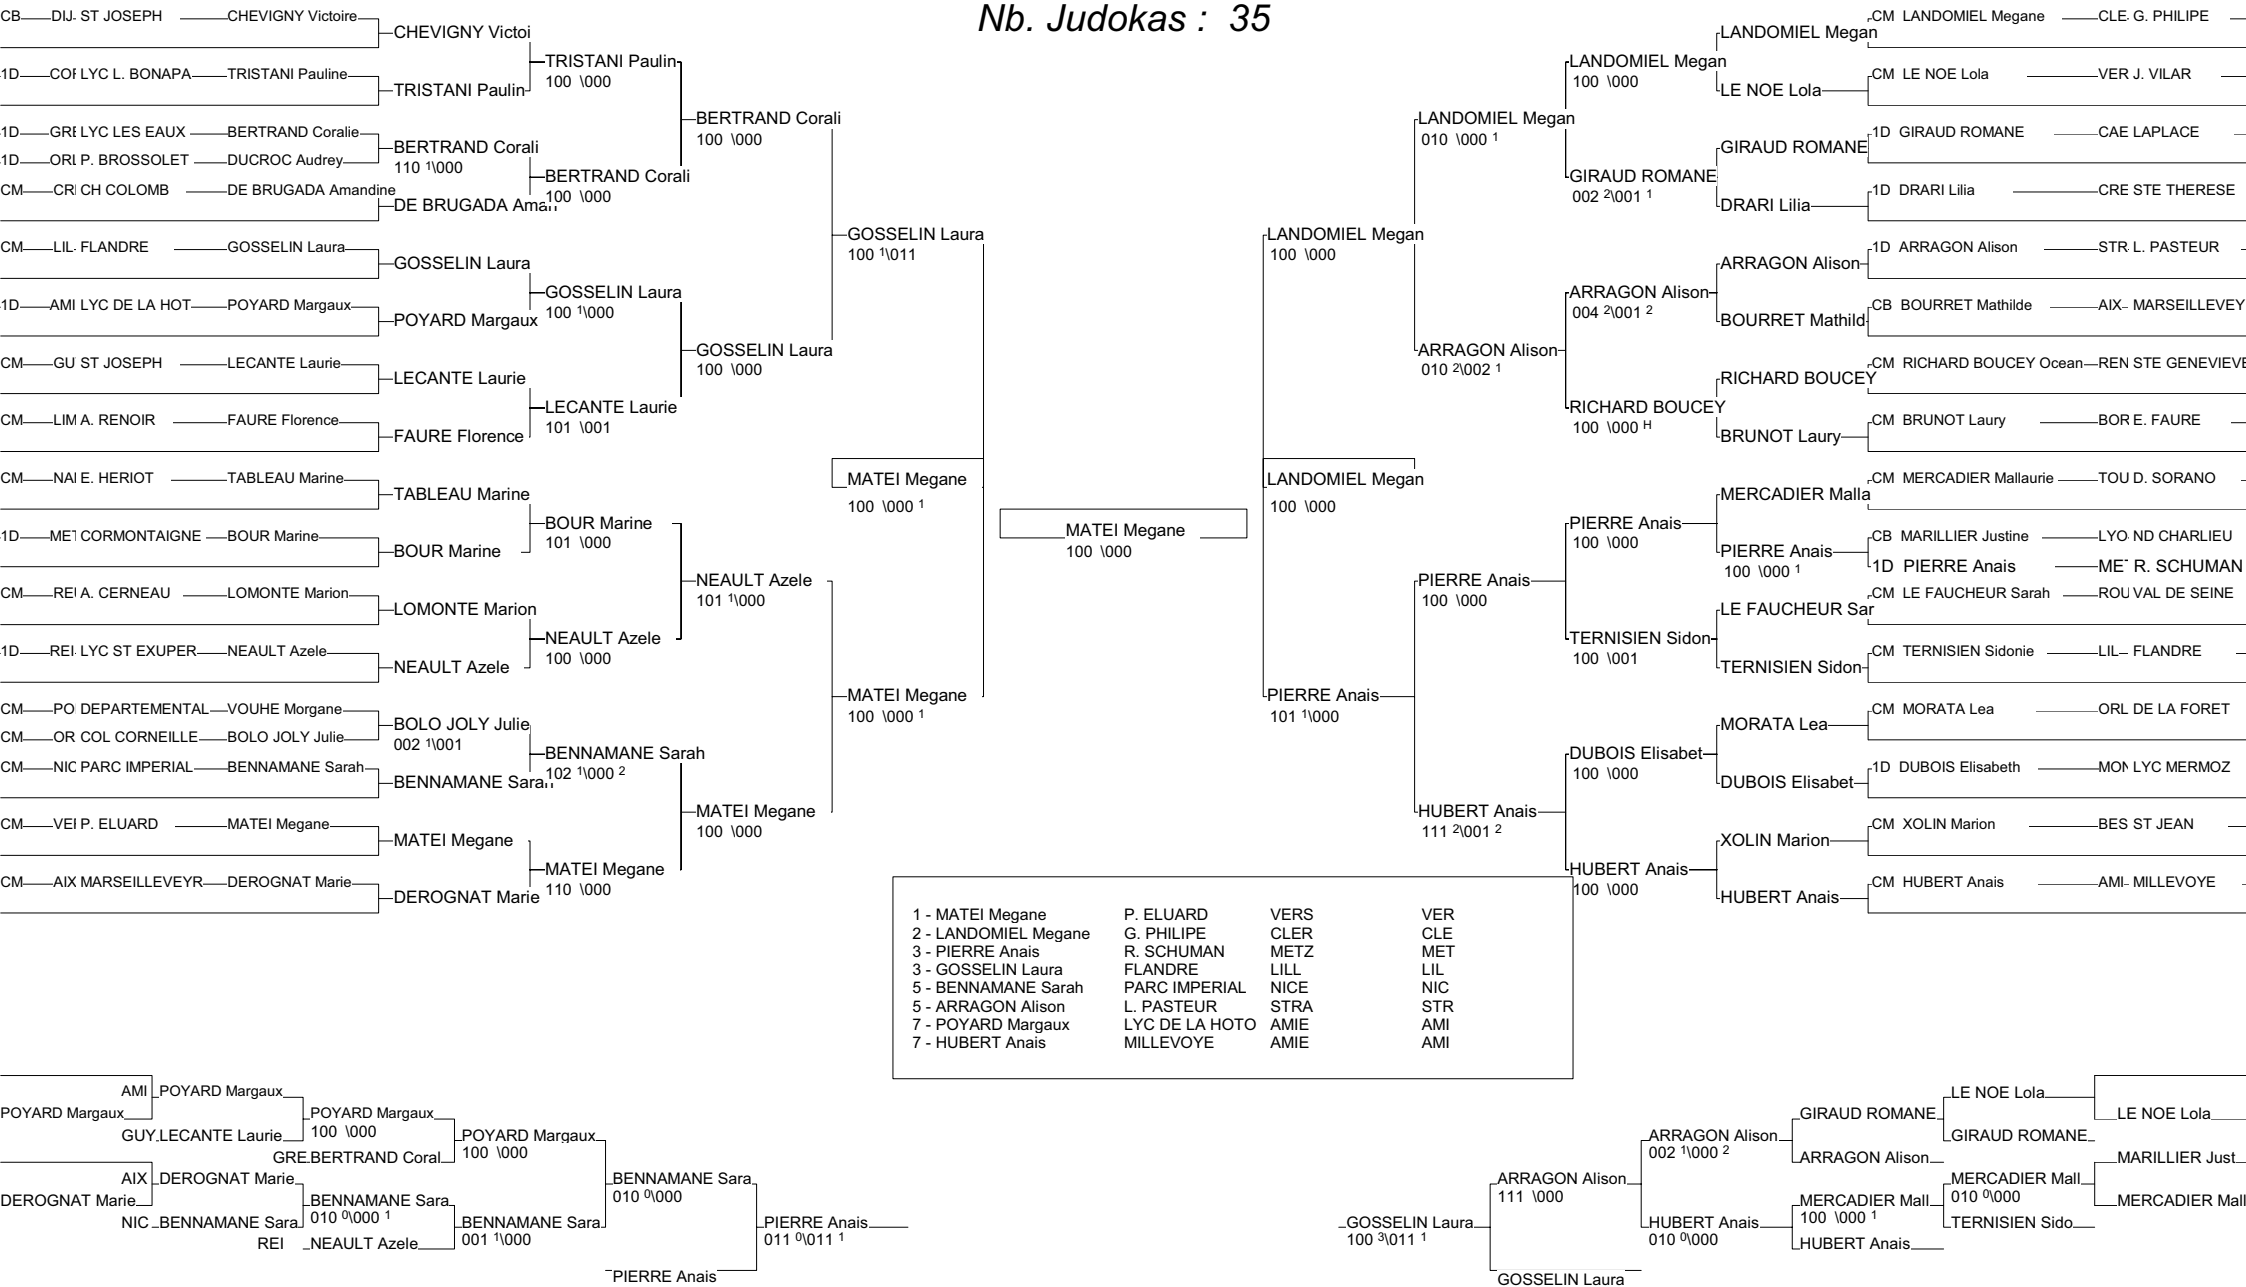 Nb. Judokas : 35
CB DIJ- ST JOSEPH CHEVIGNY Victoire
1D LYC L. BONAPA TRISTANI Pauline
1D LYC LES EAUX BERTRAND Coralie
1D P. BROSSOLET DUCROC Audrey
CM CH COLOMB DE BRUGADA Amandine
CM LIL- FLANDRE GOSSELIN Laura
1D AMI LYC DE LA HOT POYARD Margaux
CM GU ST JOSEPH LECANTE Laurie
CM LIM A. RENOIR FAURE Florence
CM E. HERIOT TABLEAU Marine
1D CORMONTAIGNE BOUR Marine
CM A. CERNEAU LOMONTE Marion
1D REI- LYC ST EXUPER NEAULT Azele
CM PO DEPARTEMENTAL VOUHE Morgane
CM OR COL CORNEILLE BOLO JOLY Julie
CM NIC PARC IMPERIAL BENNAMANE Sarah
CM P. ELUARD MATEI Megane
CM AIX MARSEILLEVEYR DEROGNAT Marie
CHEVIGNY Victoi
TRISTANI Paulin
BERTRAND Corali
110 1\000
DE BRUGADA Aman
GOSSELIN Laura
POYARD Margaux
LECANTE Laurie
FAURE Florence
TABLEAU Marine
BOUR Marine
LOMONTE Marion
NEAULT Azele
BOLO JOLY Julie
002 1\001
BENNAMANE Sarah
MATEI Megane
DEROGNAT Marie
TRISTANI Paulin
100 \000
BERTRAND Corali
100 \000
GOSSELIN Laura
100 1\000
LECANTE Laurie
101 \001
BOUR Marine
101 \000
NEAULT Azele
100 \000
BENNAMANE Sarah
102 1\000 2
MATEI Megane
110 \000
BERTRAND Corali
100 \000
GOSSELIN Laura
100 \000
NEAULT Azele
101 1\000
MATEI Megane
100 \000
GOSSELIN Laura
100 1\011
MATEI Megane
100 \000 1
MATEI Megane
100 \000 1
MATEI Megane
100 \000
LANDOMIEL Megan
100 \000
LANDOMIEL Megan
100 \000
PIERRE Anais
101 1\000
LANDOMIEL Megan
010 \000 1
ARRAGON Alison
010 2\002 1
PIERRE Anais
100 \000
HUBERT Anais
111 2\001 2
LANDOMIEL Megan
100 \000
GIRAUD ROMANE
002 2\001 1
ARRAGON Alison
004 2\001 2
RICHARD BOUCEY
100 \000 H
PIERRE Anais
100 \000
TERNISIEN Sidon
100 \001
DUBOIS Elisabet
100 \000
HUBERT Anais
100 \000
LANDOMIEL Megan
LE NOE Lola
GIRAUD ROMANE
DRARI Lilia
ARRAGON Alison
BOURRET Mathild
RICHARD BOUCEY
BRUNOT Laury
MERCADIER Malla
PIERRE Anais
100 \000 1
LE FAUCHEUR Sar
TERNISIEN Sidon
MORATA Lea
DUBOIS Elisabet
XOLIN Marion
HUBERT Anais
CM LANDOMIEL Megane CLE- G. PHILIPE
CM LE NOE Lola VER J. VILAR
1D GIRAUD ROMANE CAE LAPLACE
1D DRARI Lilia CRE STE THERESE
1D ARRAGON Alison STR- L. PASTEUR
CB BOURRET Mathilde AIX- MARSEILLEVEY
CM RICHARD BOUCEY Ocean REN STE GENEVIEVE
CM BRUNOT Laury BOR E. FAURE
CM MERCADIER Mallaurie TOU D. SORANO
CB MARILLIER Justine LYO ND CHARLIEU
1D PIERRE Anais R. SCHUMAN
CM LE FAUCHEUR Sarah ROU VAL DE SEINE
CM TERNISIEN Sidonie LIL- FLANDRE
CM MORATA Lea ORL DE LA FORET
1D DUBOIS Elisabeth LYC MERMOZ
CM XOLIN Marion BES ST JEAN
CM HUBERT Anais AMI- MILLEVOYE
1 - MATEI Megane P. ELUARD VERS VER
2 - LANDOMIEL Megane G. PHILIPE CLER CLE
3 - PIERRE Anais R. SCHUMAN METZ MET
3 - GOSSELIN Laura FLANDRE LILL LIL
5 - BENNAMANE Sarah PARC IMPERIAL NICE NIC
5 - ARRAGON Alison L. PASTEUR STRA STR
7 - POYARD Margaux LYC DE LA HOTO AMIE AMI
7 - HUBERT Anais MILLEVOYE AMIE AMI
AMI POYARD Margaux
POYARD Margaux
GUY LECANTE Laurie
AIX DEROGNAT Marie
DEROGNAT Marie
NIC BENNAMANE Sara
POYARD Margaux
100 \000
GRE BERTRAND Coral
BENNAMANE Sara
010 0\000 1
REI NEAULT Azele
POYARD Margaux
100 \000
BENNAMANE Sara
001 1\000
BENNAMANE Sara
010 0\000
PIERRE Anais
PIERRE Anais
011 0\011 1
GOSSELIN Laura
100 3\011 1
ARRAGON Alison
111 \000
GOSSELIN Laura
ARRAGON Alison
002 1\000 2
HUBERT Anais
010 0\000
GIRAUD ROMANE
ARRAGON Alison
MERCADIER Mall
100 \000 1
HUBERT Anais
LE NOE Lola
GIRAUD ROMANE
MERCADIER Mall
010 0\000
TERNISIEN Sido
LE NOE Lola
MARILLIER Just
MERCADIER Mall